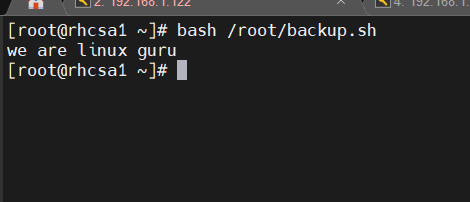 2. 192.168.1.122
4. 192.168.1.
[root@rhcsa1 ~]# bash /root/backup.sh
we are linux guru
[root@rhcsa1 ~]#